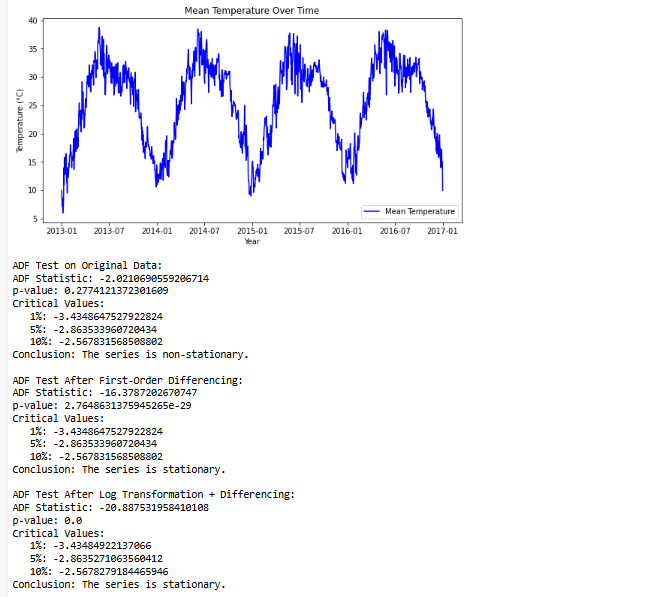 Mean Temperature Over Time
40
35
30
25
20
15
10
5
Temperature (°C)
2013-01 2013-07 2014-01 2014-07 2015-01 2015-07 2016-01 2016-07 2017-01
Year
Mean Temperature
ADF Test on Original Data:
ADF Statistic: -2.0210690559206714
p-value: 0.2774121372301609
Critical Values:
1%: -3.4348647527922824
5%: -2.863533960720434
10%: -2.567831568508802
Conclusion: The series is non-stationary.
ADF Test After First-Order Differencing:
ADF Statistic: -16.3787202670747
p-value: 2.7648631375945265e-29
Critical Values:
1%: -3.4348647527922824
5%: -2.863533960720434
10%: -2.567831568508802
Conclusion: The series is stationary.
ADF Test After Log Transformation + Differencing:
ADF Statistic: -20.887531958410108
p-value: 0.0
Critical Values:
1%: -3.43484922137066
5%: -2.8635271063560412
10%: -2.5678279184465946
Conclusion: The series is stationary.